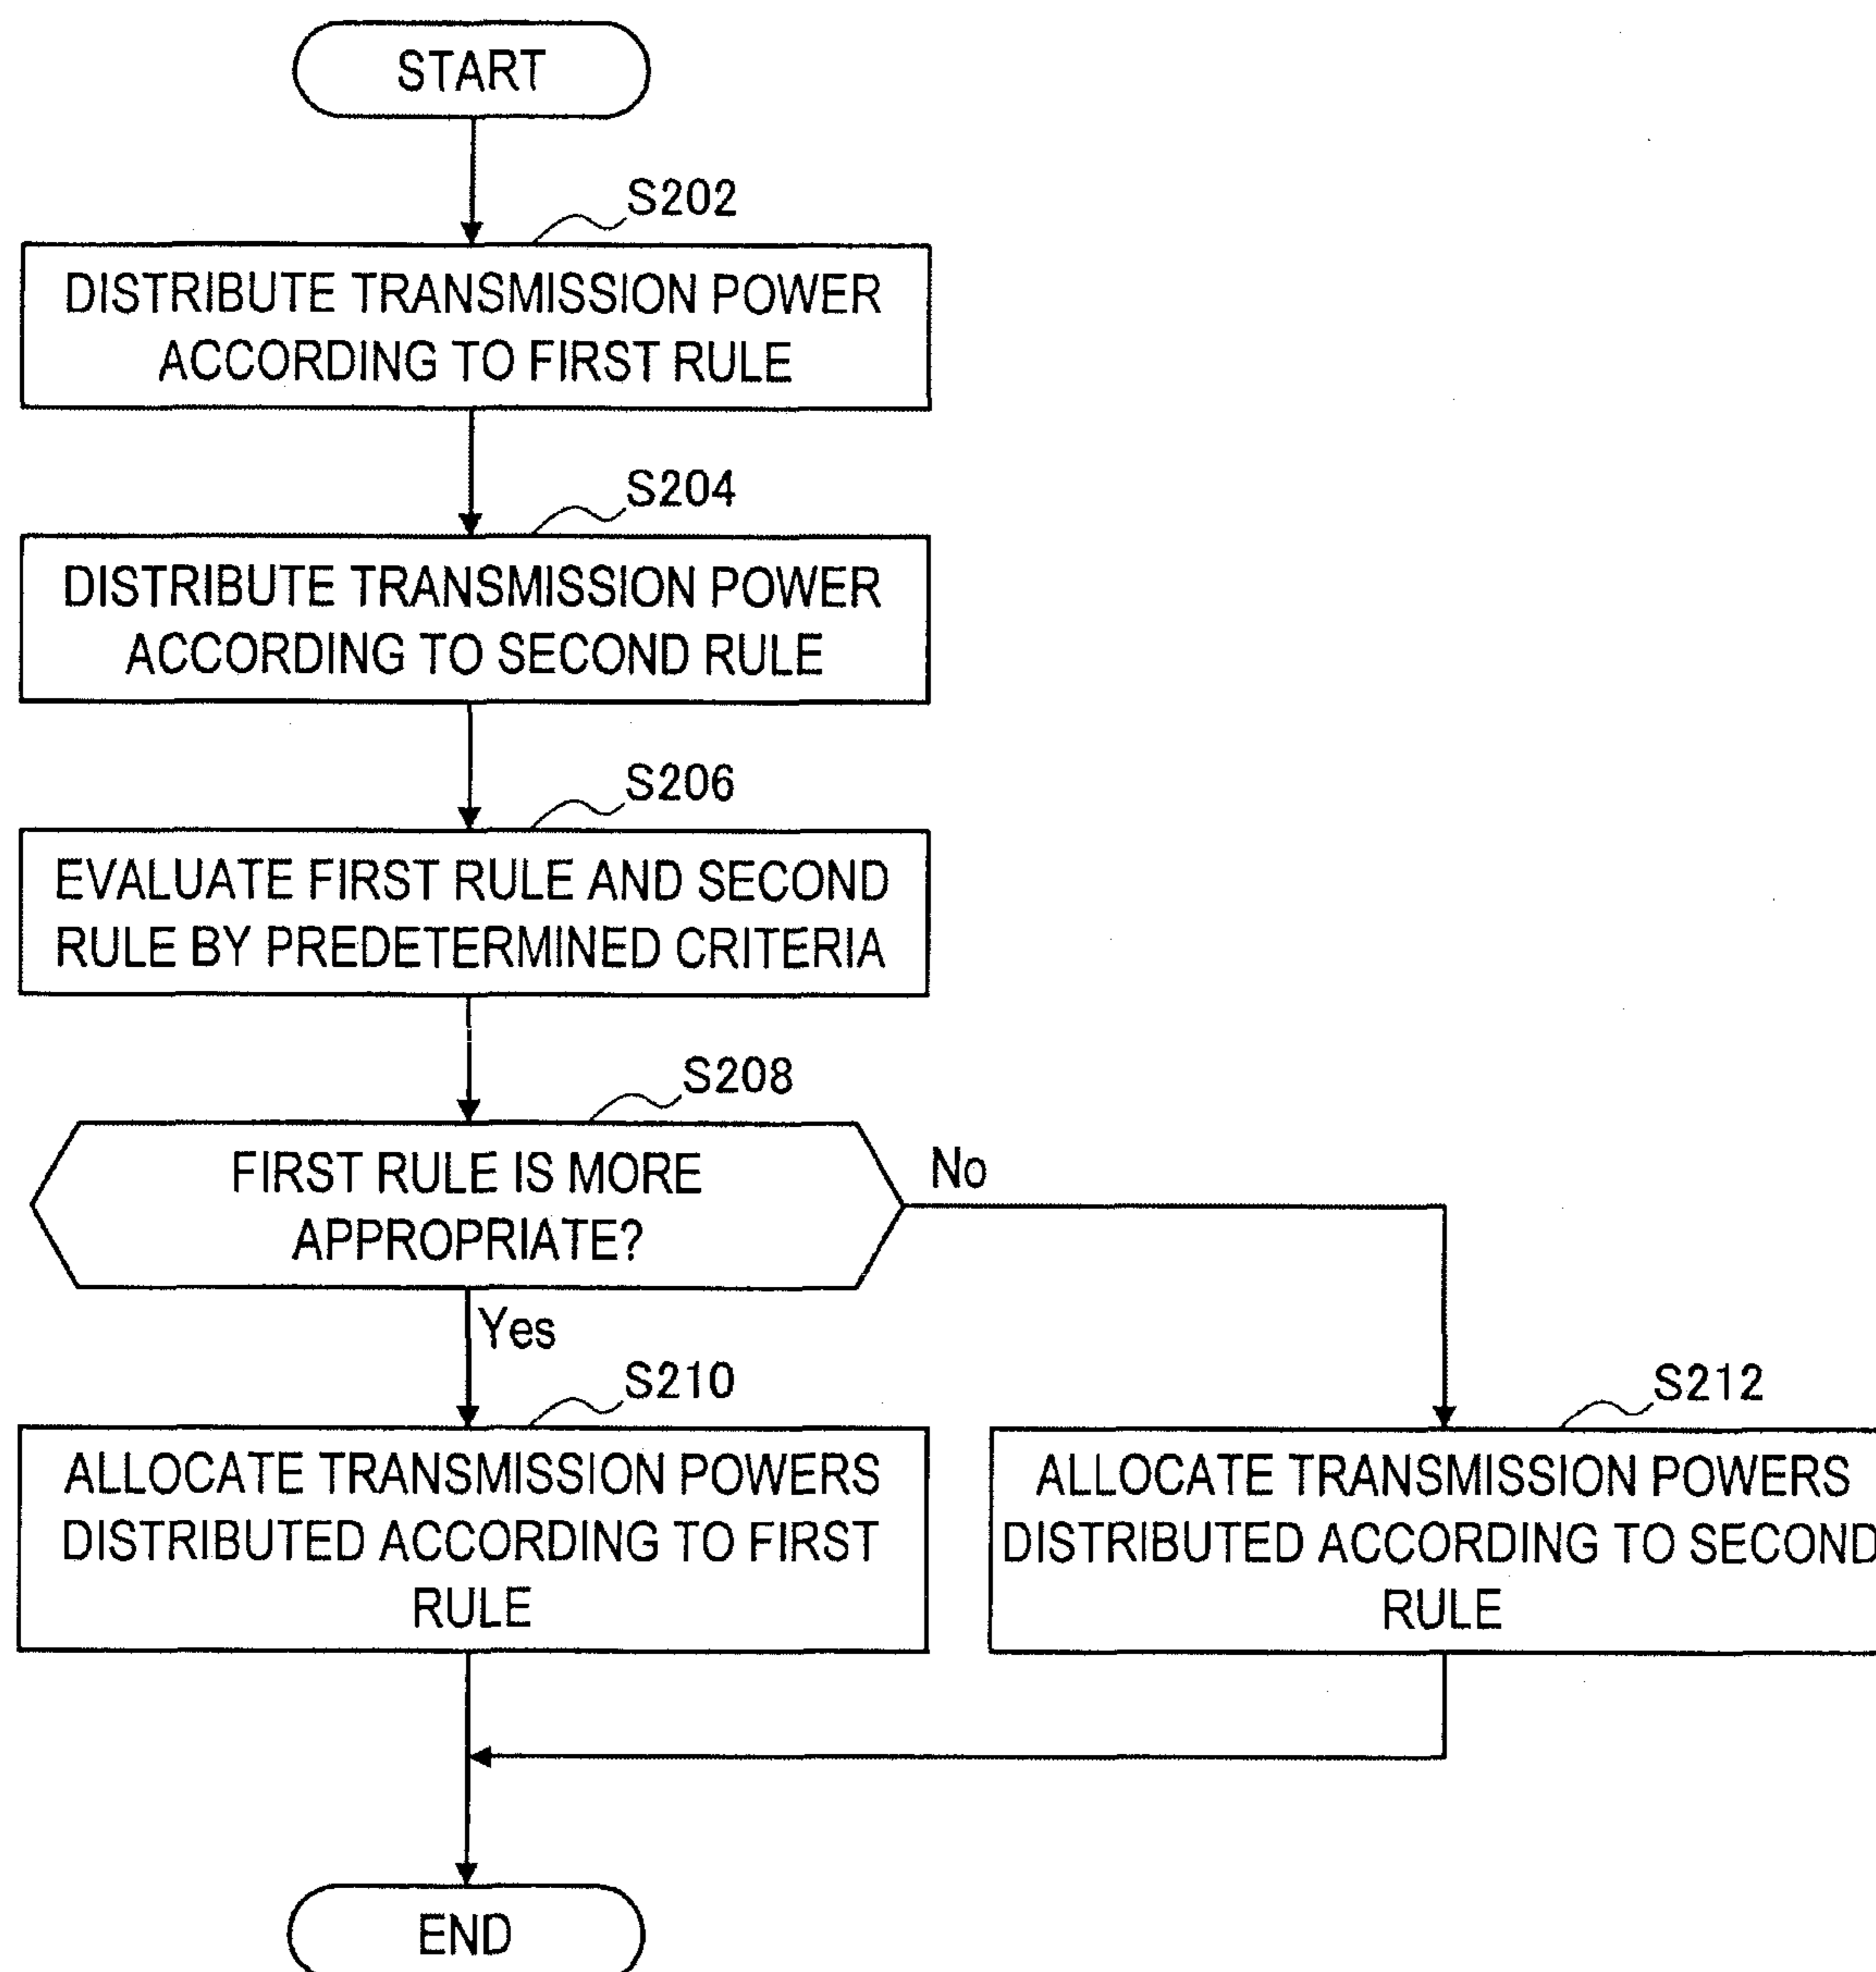 START
S202
DISTRIBUTE TRANSMISSION POWER
ACCORDING TO FIRST RULE
S204
DISTRIBUTE TRANSMISSION POWER
ACCORDING TO SECOND RULE
S206
EVALUATE FIRST RULE AND SECOND
RULE BY PREDETERMINED CRITERIA
S208
FIRST RULE IS MORE
APPROPRIATE?
No
Yes
S210
ALLOCATE TRANSMISSION POWERS
DISTRIBUTED ACCORDING TO FIRST
RULE
S212
ALLOCATE TRANSMISSION POWERS
DISTRIBUTED ACCORDING TO SECOND
RULE
END